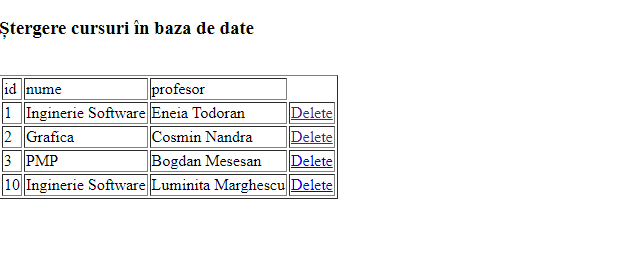 Ștergere cursuri în baza de date
id nume profesor
1 Inginerie Software Eneia Todoran Delete
2 Grafica Cosmin Nandra Delete
3 PMP Bogdan Mesesan Delete
10 Inginerie Software Luminita Marghescu Delete